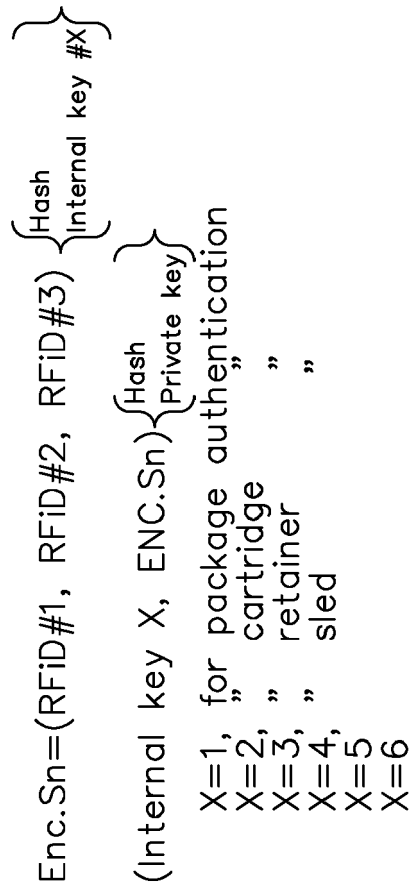 Enc.Sn=(RFiD#1, RFiD#2, RFiD#3) {Hash
Internal key #X}
(Internal key X, ENC.Sn) {Hash
Private key}
X=1, for package authentication
X=2, „ cartridge „
X=3, „ retainer „
X=4, „ sled „
X=5
X=6